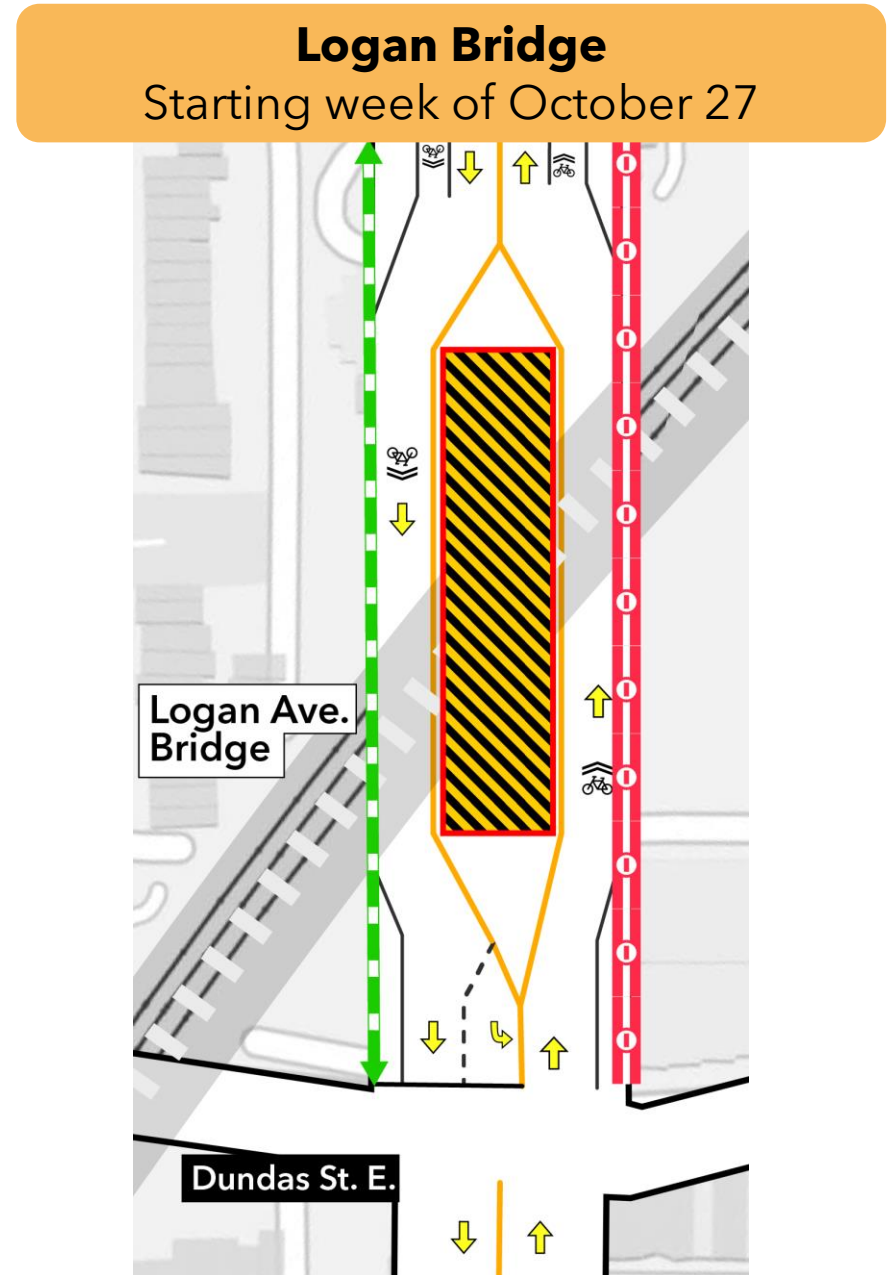 Logan Bridge
Starting week of October 27
Logan Ave.
Bridge
Dundas St. E.